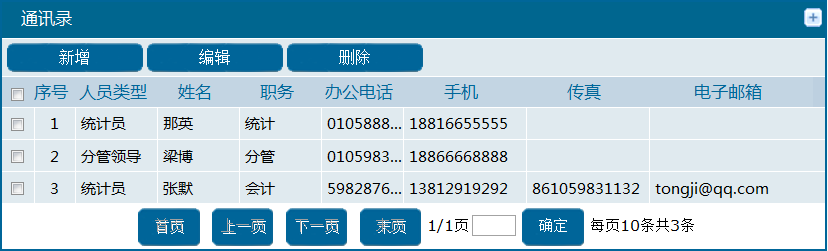 通讯录
新增 编辑 删除
序号 人员类型 姓名 职务 办公电话 手机 传真 电子邮箱
1 统计员 那英 统计 0105888... 18816655555
2 分管领导 梁博 分管 0105983... 18866668888
3 统计员 张默 会计 5982876... 13812919292 861059831132 tongji@qq.com
首页 上一页 下一页 末页 1/1页 确定 每页10条共3条